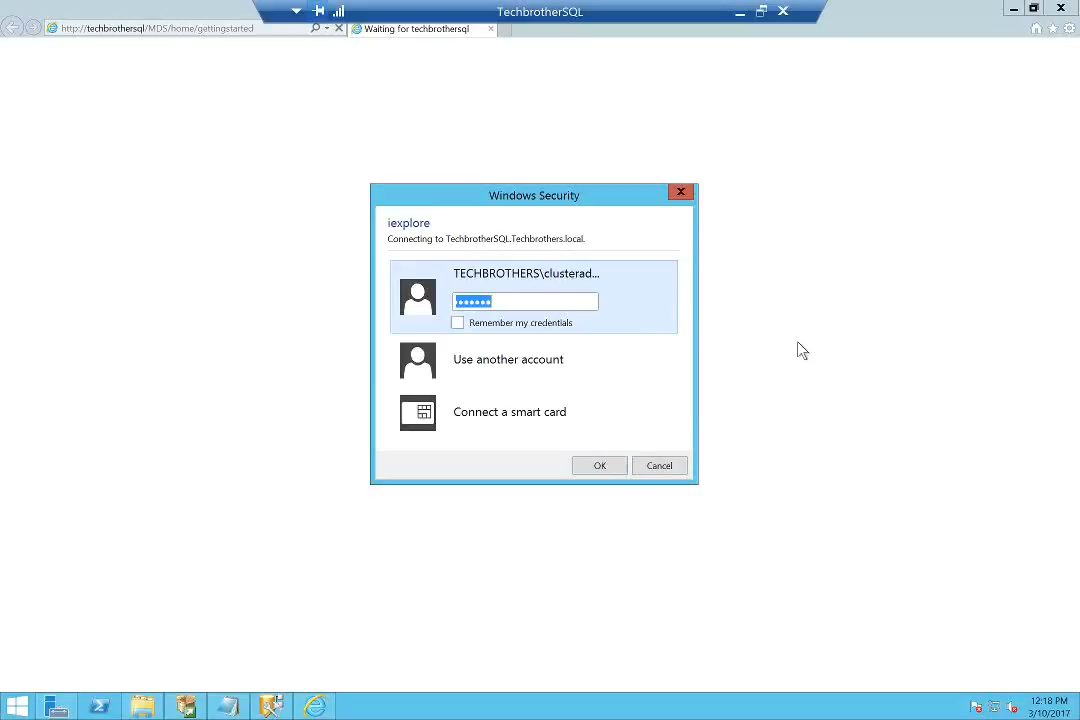 TechbrotherSQL
http://techbrothersql/MDS/home/gettingstarted
Waiting for techbrothersql
Windows Security
iexplore
Connecting to TechbrotherSQL.Techbrothers.local.
TECHBROTHERS\clusterad...
Remember my credentials
Use another account
Connect a smart card
OK
Cancel
12:18 PM
3/10/2017